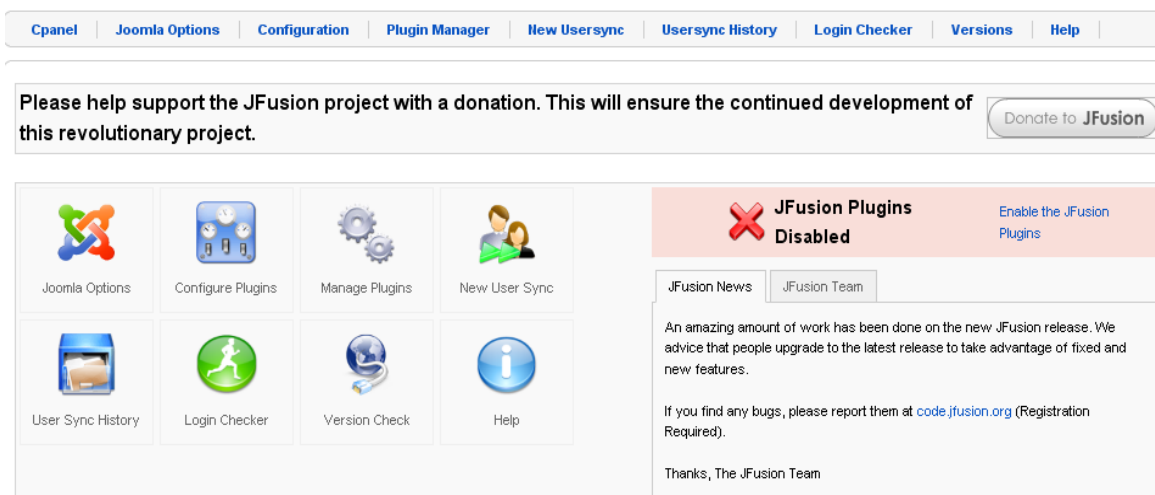 Cpanel Joomla Options Configuration Plugin Manager New Usersync Usersync History Login Checker Versions Help
Please help support the JFusion project with a donation. This will ensure the continued development of
this revolutionary project.
Donate to JFusion
Joomla Options Configure Plugins Manage Plugins New User Sync
User Sync History Login Checker Version Check Help
JFusion Plugins
Disabled
Enable the JFusion
Plugins
JFusion News JFusion Team
An amazing amount of work has been done on the new JFusion release. We
advice that people upgrade to the latest release to take advantage of fixed and
new features.
If you find any bugs, please report them at code.jfusion.org (Registration
Required).
Thanks, The JFusion Team